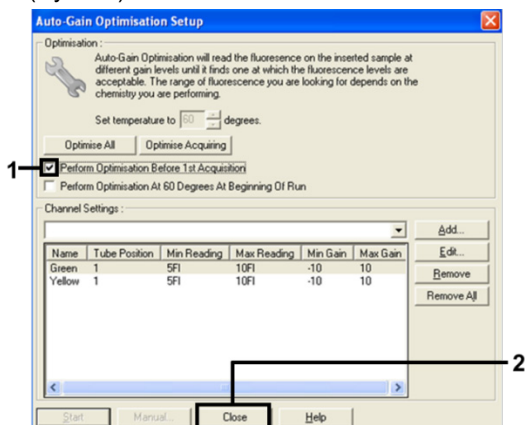 Auto-Gain Optimisation Setup
Optimisation :
Auto-Gain Optimisation will read the fluoresence on the inserted sample at
different gain levels until it finds one at which the fluorescence levels are
acceptable. The range of fluorescence you are looking for depends on the
chemistry you are performing.
Set temperature to 60 degrees.
Optimise All Optimise Acquiring
1 Perform Optimisation Before 1st Acquisition
Perform Optimisation At 60 Degrees At Beginning Of Run
Channel Settings :
Add...
Name Tube Position Min Reading Max Reading Min Gain Max Gain Edit...
Green 1 5Fl 10Fl -10 10
Yellow 1 5Fl 10Fl -10 10
Remove
Remove All
2
Start Manual... Close Help